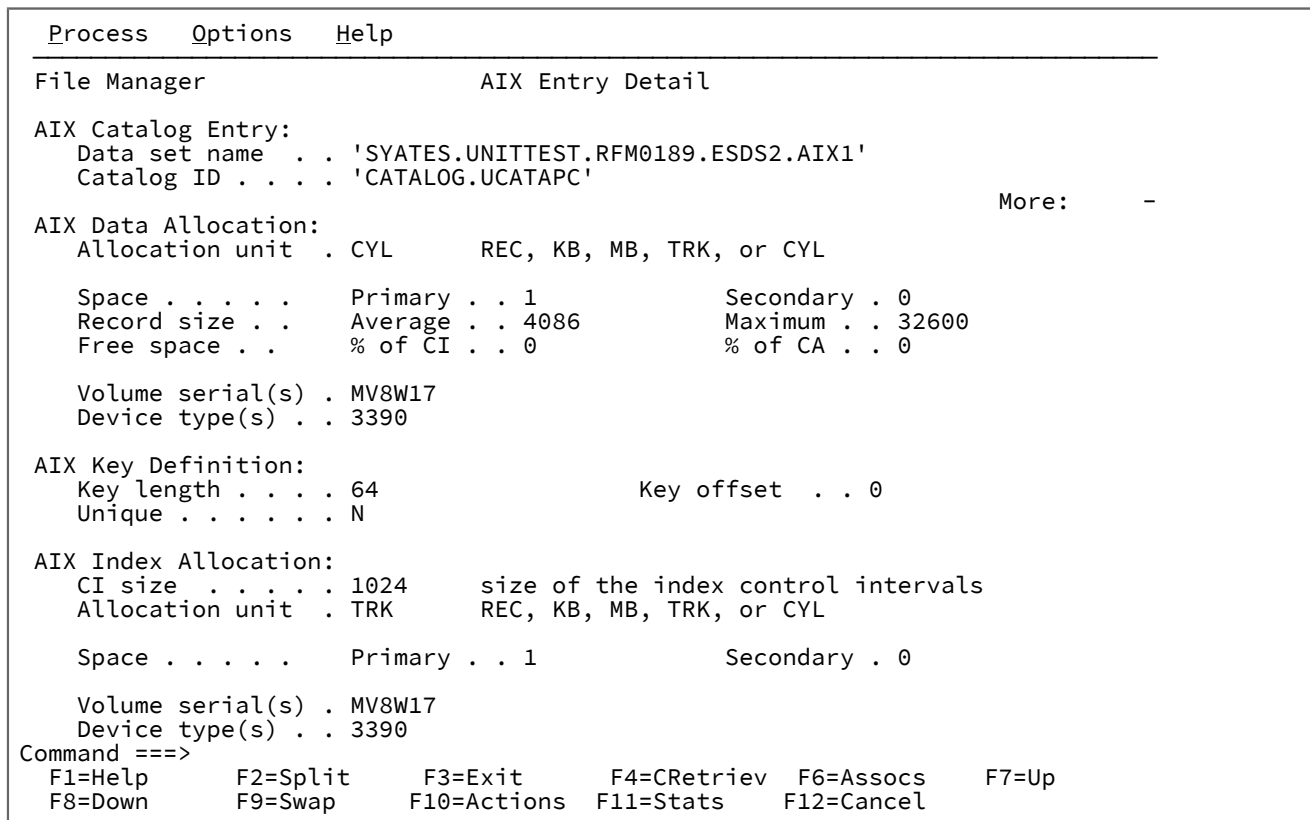 Process   Options   Help
File Manager                   AIX Entry Detail
AIX Catalog Entry:
   Data set name  . . 'SYATES.UNITTEST.RFM0189.ESDS2.AIX1'
   Catalog ID . . . . 'CATALOG.UCATAPC'
More:     -
AIX Data Allocation:
   Allocation unit  . CYL      REC, KB, MB, TRK, or CYL
   Space . . . . .    Primary . . 1             Secondary . 0
   Record size . .    Average . . 4086          Maximum . . 32600
   Free space . .     % of CI . . 0             % of CA . . 0
   Volume serial(s) . MV8W17
   Device type(s) . . 3390
AIX Key Definition:
   Key length . . . . 64                  Key offset  . . 0
   Unique . . . . . . N
AIX Index Allocation:
   CI size  . . . . . 1024     size of the index control intervals
   Allocation unit  . TRK      REC, KB, MB, TRK, or CYL
   Space . . . . .    Primary . . 1             Secondary . 0
   Volume serial(s) . MV8W17
   Device type(s) . . 3390
Command ===>
  F1=Help      F2=Split     F3=Exit      F4=CRetriev  F6=Assocs    F7=Up
  F8=Down      F9=Swap     F10=Actions  F11=Stats    F12=Cancel